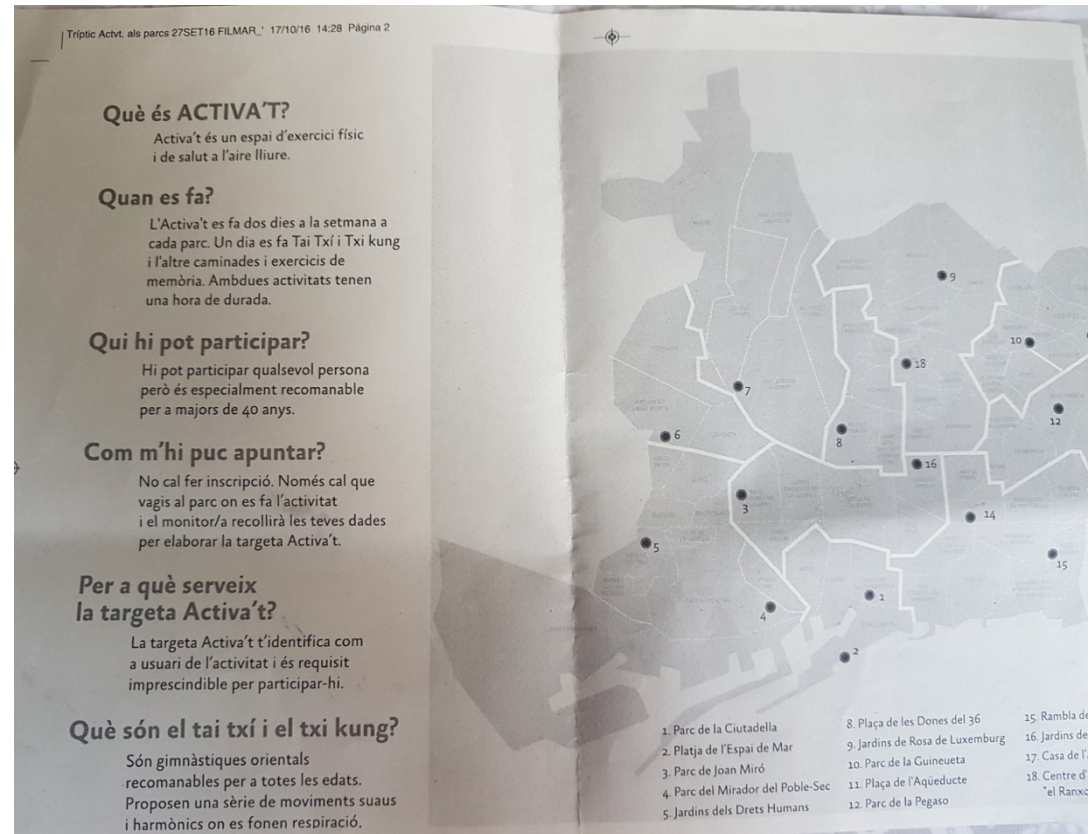 Tríptic Actvt. als parcs 27SET16 FILMAR_' 17/10/16 14:28 Página 2
Què és ACTIVA'T?
Activa't és un espai d'exercici físic
i de salut a l'aire lliure.
Quan es fa?
L'Activa't es fa dos dies a la setmana a
cada parc. Un dia es fa Tai Txí i Txi kung
i l'altre caminades i exercicis de
memòria. Ambdues activitats tenen
una hora de durada.
Qui hi pot participar?
Hi pot participar qualsevol persona
però és especialment recomanable
per a majors de 40 anys.
Com m'hi puc apuntar?
No cal fer inscripció. Només cal que
vagis al parc on es fa l'activitat
i el monitor/a recollirà les teves dades
per elaborar la targeta Activa't.
Per a què serveix
la targeta Activa't?
La targeta Activa't t'identifica com
a usuari de l'activitat i és requisit
imprescindible per participar-hi.
Què són el tai txí i el txi kung?
Són gimnàstiques orientals
recomanables per a totes les edats.
Proposen una sèrie de moviments suaus
i harmònics on es fonen respiració,
9
10
18
7
12
6
8
16
3
14
5
15
1
4
2
1. Parc de la Ciutadella
2. Platja de l'Espai de Mar
3. Parc de Joan Miró
4. Parc del Mirador del Poble-Sec
5. Jardins dels Drets Humans
8. Plaça de les Dones del 36
9. Jardins de Rosa de Luxemburg
10. Parc de la Guineueta
11. Plaça de l'Aqüeducte
12. Parc de la Pegaso
15. Rambla de
16. Jardins de
17. Casa de l'
18. Centre d'
"el Ranxo